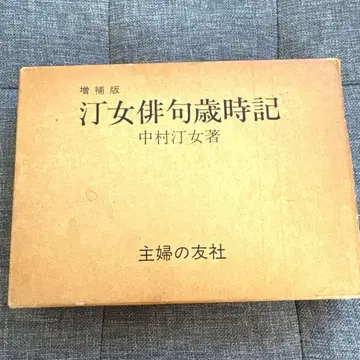 増補版
汀女俳句歳時記
中村汀女著
主婦の友社